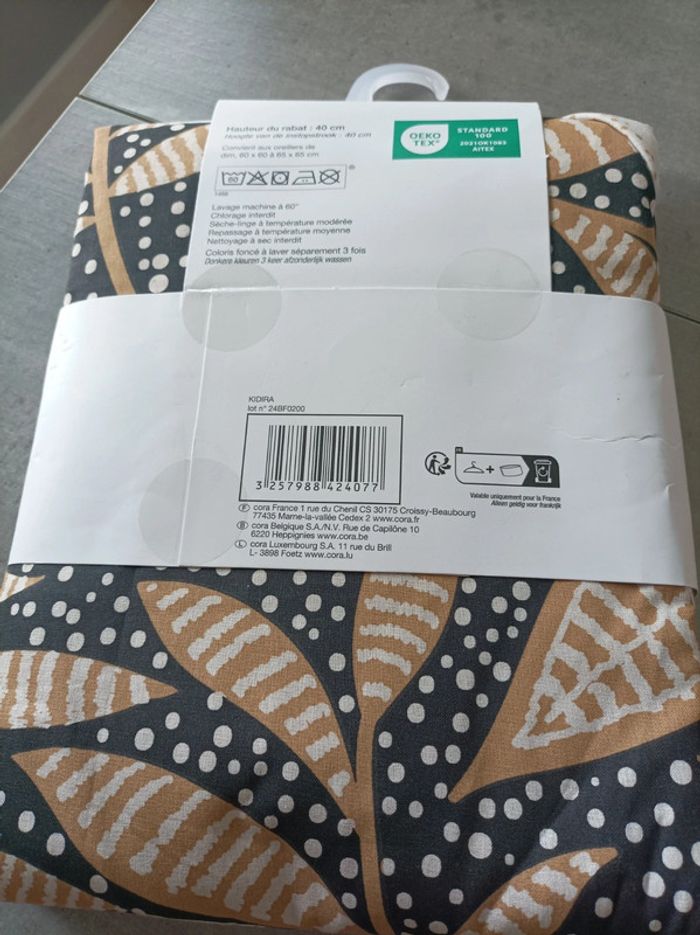 Hauteur du rabat : 40 cm
Hoogte van de instopstrook : 40 cm
Convient aux oreillers de
dim. 60 x 60 à 65 x 65 cm
60
Lavage machine à 60°
Chlorage interdit
Sèche-linge à température modérée
Repassage à température moyenne
Nettoyage à sec interdit
Coloris foncé à laver séparement 3 fois
Donkere kleuren 3 keer afzonderlijk wassen
OEKO
TEX®
STANDARD
100
AITEX
KIDIRA
lot n° 24BF0200
3 257988 424077
FR
+
Valable uniquement pour la France
Alleen geldig voor frankrijk
F cora France 1 rue du Chenil CS 30175 Croissy-Beaubourg
77435 Marne-la-vallée Cedex 2 www.cora.fr
B cora Belgique S.A./N.V. Rue de Capilône 10
6220 Heppignies www.cora.be
L cora Luxembourg S.A. 11 rue du Brill
L- 3898 Foetz www.cora.lu